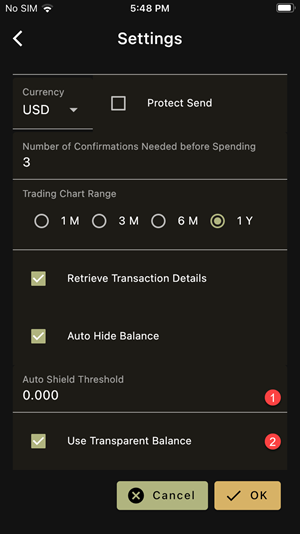 No SIM 5:48 PM
Settings
Currency
USD Protect Send
Number of Confirmations Needed before Spending
3
Trading Chart Range
1 M 3 M 6 M 1 Y
Retrieve Transaction Details
Auto Hide Balance
Auto Shield Threshold
0.000 1
Use Transparent Balance 2
Cancel OK